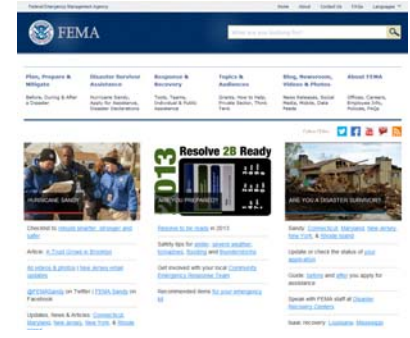 Federal Emergency Management Agency
Home About Contact Us FAQs Languages
FEMA
What are you looking for?
Plan, Prepare & Mitigate
Before, During & After a Disaster
Disaster Survivor Assistance
Hurricane Sandy, Apply for Assistance, Disaster Declarations
Response & Recovery
Tools, Teams, Individual & Public Assistance
Topics & Audiences
Grants, How to Help, Private Sector, Think Tank
Blog, Newsroom, Videos & Photos
News Releases, Social Media, Mobile, Data Feeds
About FEMA
Offices, Careers, Employee Info, Policies, FAQs
Follow FEMA:
HURRICANE SANDY
Checklist to rebuild smarter, stronger and safer
Article: A Trust Grows in Brooklyn
All videos & photos | New Jersey email updates
@FEMASandy on Twitter | FEMA Sandy on Facebook
Updates, News & Articles: Connecticut, Maryland, New Jersey, New York, & Rhode Island
2013
Resolve 2B Ready
ARE YOU PREPARED?
Resolve to be ready in 2013
Safety tips for winter, severe weather, tornadoes, flooding and thunderstorms
Get involved with your local Community Emergency Response Team
Recommended items for your emergency kit
ARE YOU A DISASTER SURVIVOR?
Sandy: Connecticut, Maryland, New Jersey, New York, & Rhode Island
Update or check the status of your application
Guide: before and after you apply for assistance
Speak with FEMA staff at Disaster Recovery Centers
Isaac recovery: Louisiana, Mississippi